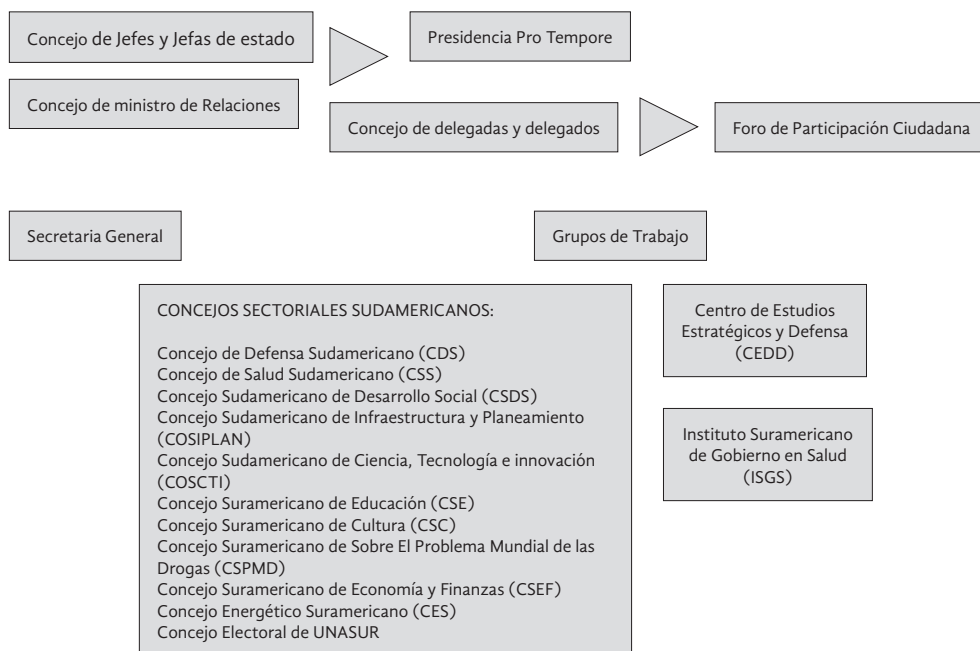 Concejo de Jefes y Jefas de estado
Presidencia Pro Tempore
Concejo de ministro de Relaciones
Concejo de delegadas y delegados
Foro de Participación Ciudadana
Secretaria General
Grupos de Trabajo
CONCEJOS SECTORIALES SUDAMERICANOS:
Concejo de Defensa Sudamericano (CDS)
Concejo de Salud Sudamericano (CSS)
Concejo Sudamericano de Desarrollo Social (CSDS)
Concejo Sudamericano de Infraestructura y Planeamiento
(COSIPLAN)
Concejo Sudamericano de Ciencia, Tecnología e innovación
(COSCTI)
Concejo Suramericano de Educación (CSE)
Concejo Suramericano de Cultura (CSC)
Concejo Suramericano de Sobre El Problema Mundial de las
Drogas (CSPMD)
Concejo Suramericano de Economía y Finanzas (CSEF)
Concejo Energético Suramericano (CES)
Concejo Electoral de UNASUR
Centro de Estudios
Estratégicos y Defensa
(CEDD)
Instituto Suramericano
de Gobierno en Salud
(ISGS)